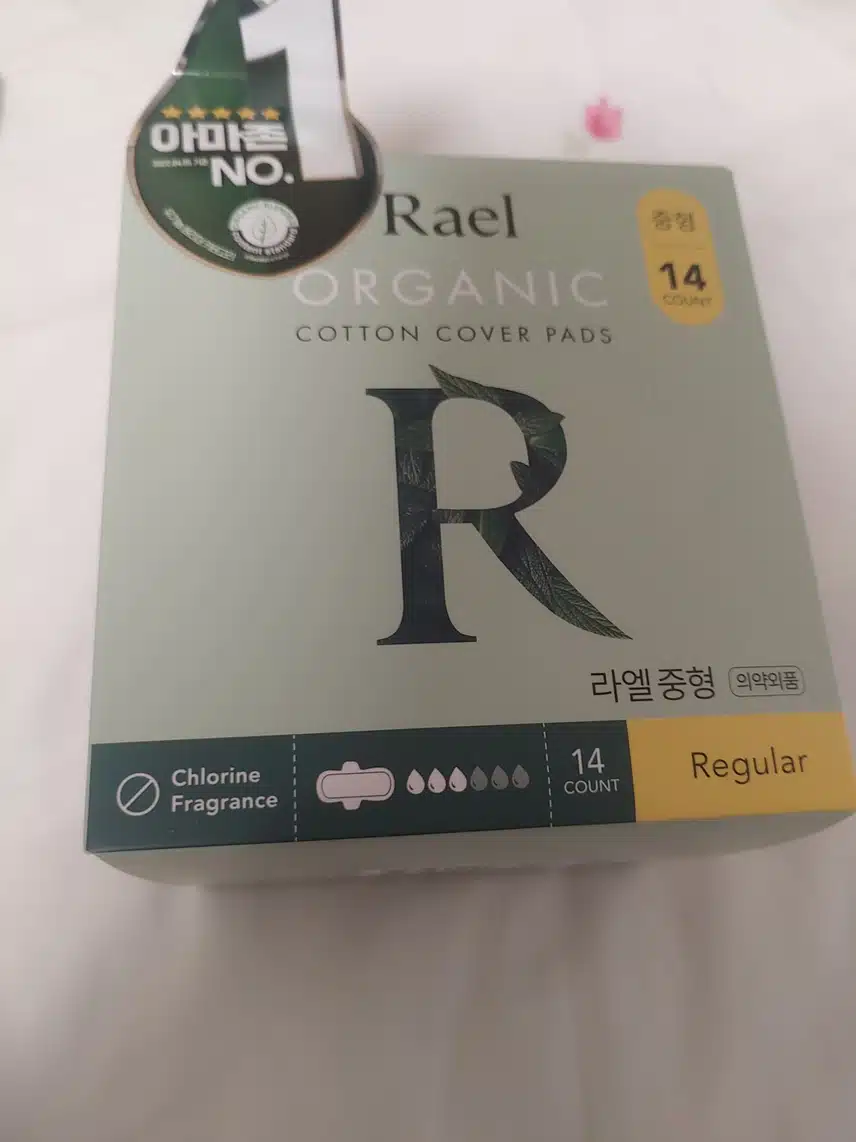 1
아마존
NO.
Rael
ORGANIC
COTTON COVER PADS
중형
14
COUNT
R
라엘 중형 의약외품
Chlorine
Fragrance
14
COUNT
Regular